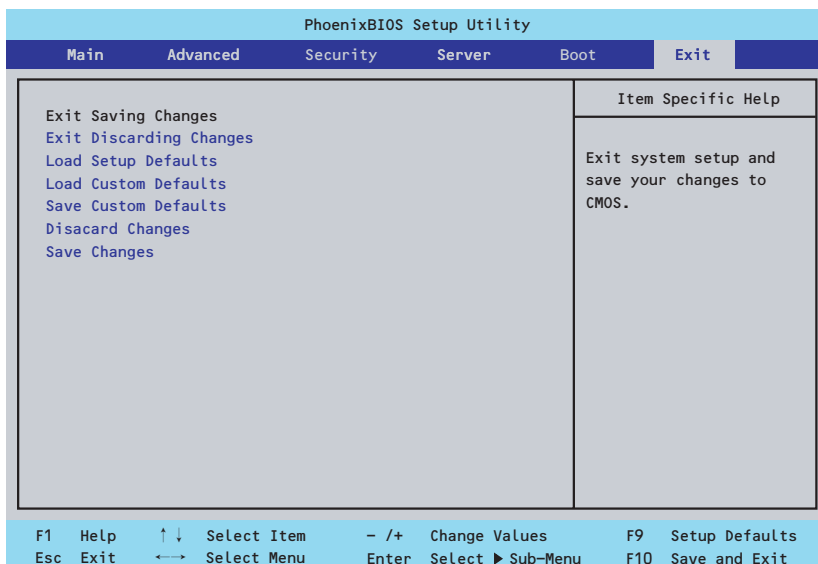 PhoenixBIOS Setup Utility
Main Advanced Security Server Boot Exit
Exit Saving Changes
Exit Discarding Changes
Load Setup Defaults
Load Custom Defaults
Save Custom Defaults
Disacard Changes
Save Changes
Item Specific Help
Exit system setup and
save your changes to
CMOS.
F1 Help ↑↓ Select Item – /+ Change Values F9 Setup Defaults
Esc Exit ←→ Select Menu Enter Select ▶ Sub–Menu F10 Save and Exit